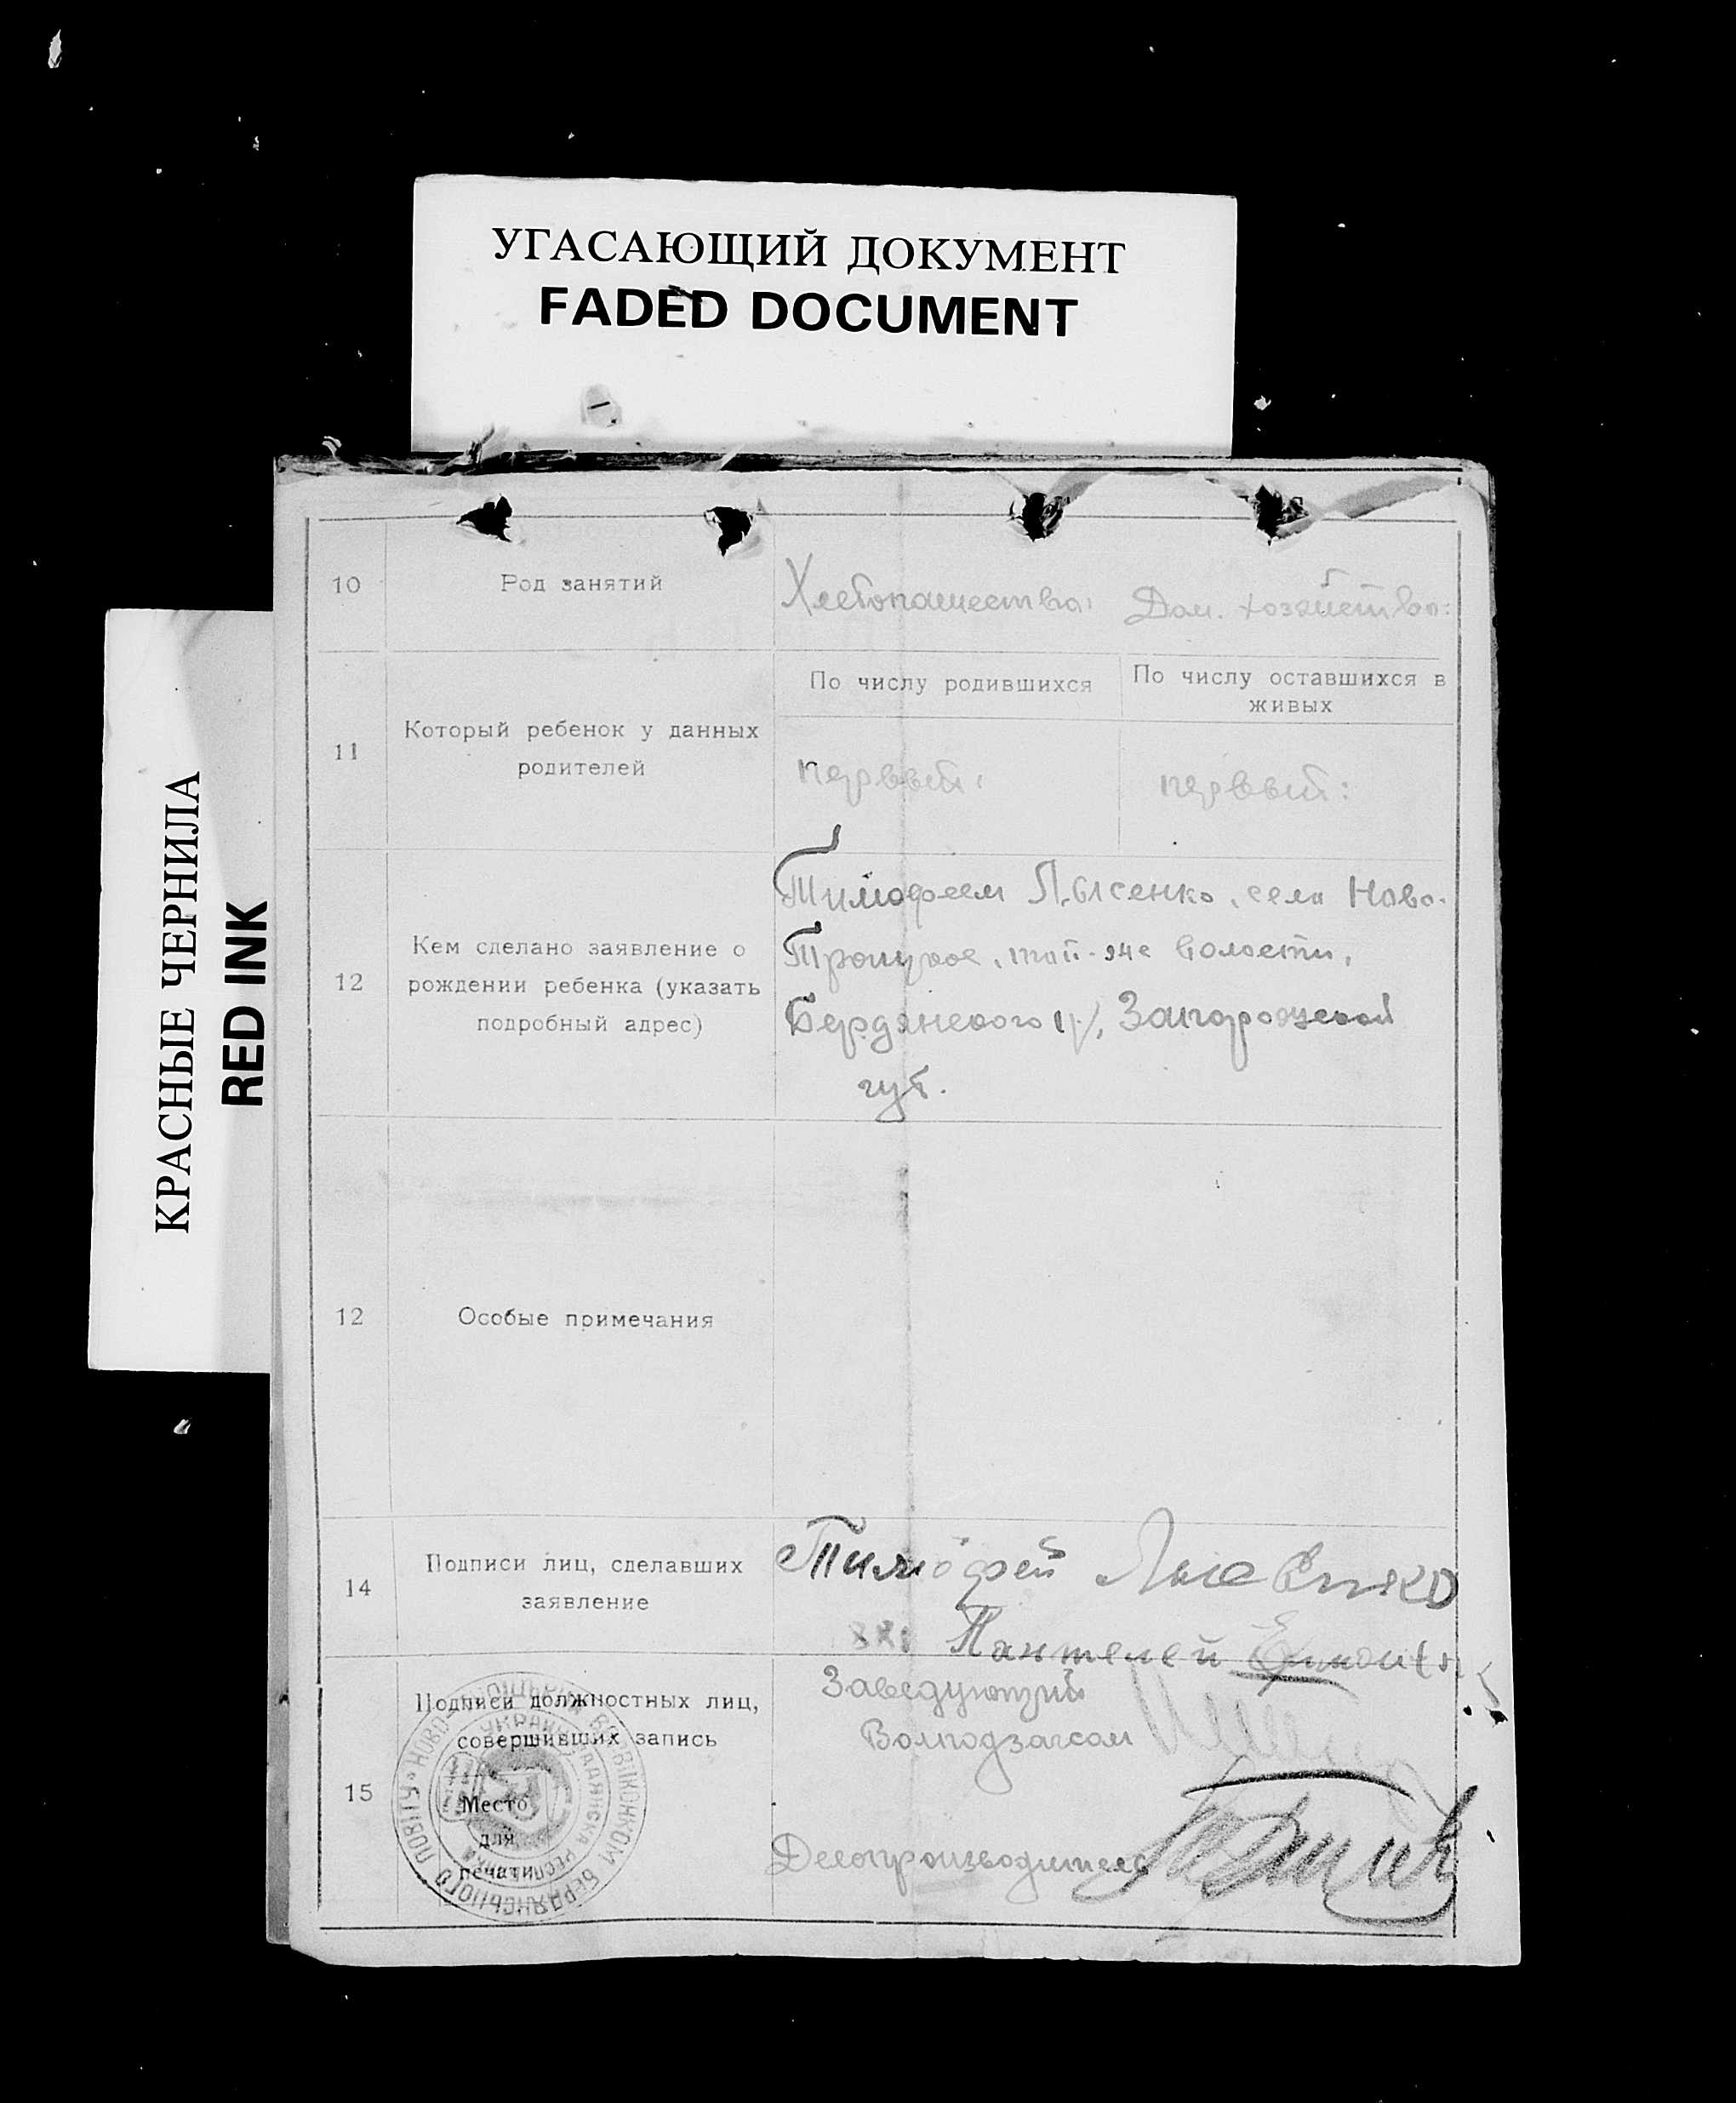 УГАСАЮЩИЙ ДОКУМЕНТ
FADED DOCUMENT
КРАСНЫЕ ЧЕРНИЛА
RED INK
10 Род занятий Хлебопашество: Дом. хозяйство:
По числу родившихся По числу оставшихся в живых
11 Который ребенок у данных
родителей
первый: первый:
12 Кем сделано заявление о
рождении ребенка (указать
подробный адрес)
Тимофеем Лысенко, села Ново-
Троицкое, той-же волости,
Бердянского у/,
губ.
12 Особые примечания
14 Подписи лиц, сделавших
заявление
Тимофей Лысенко
Пантелей
15 Подписи должностных лиц,
совершивших запись
Заведующий
Волподзагсом
Место
для
печати
Делопроизводитель